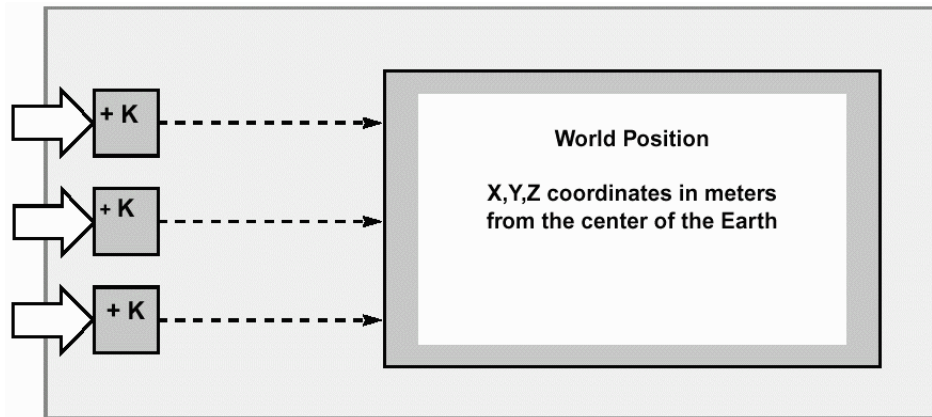 + K
+ K
+ K
World Position
X,Y,Z coordinates in meters
from the center of the Earth